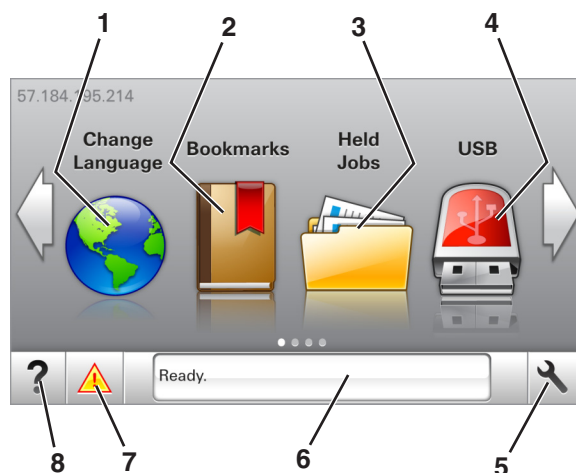 1 2 3 4
57.184.195.214
Change
Language
Bookmarks
Held
Jobs
USB
?
Ready.
8 7 6 5